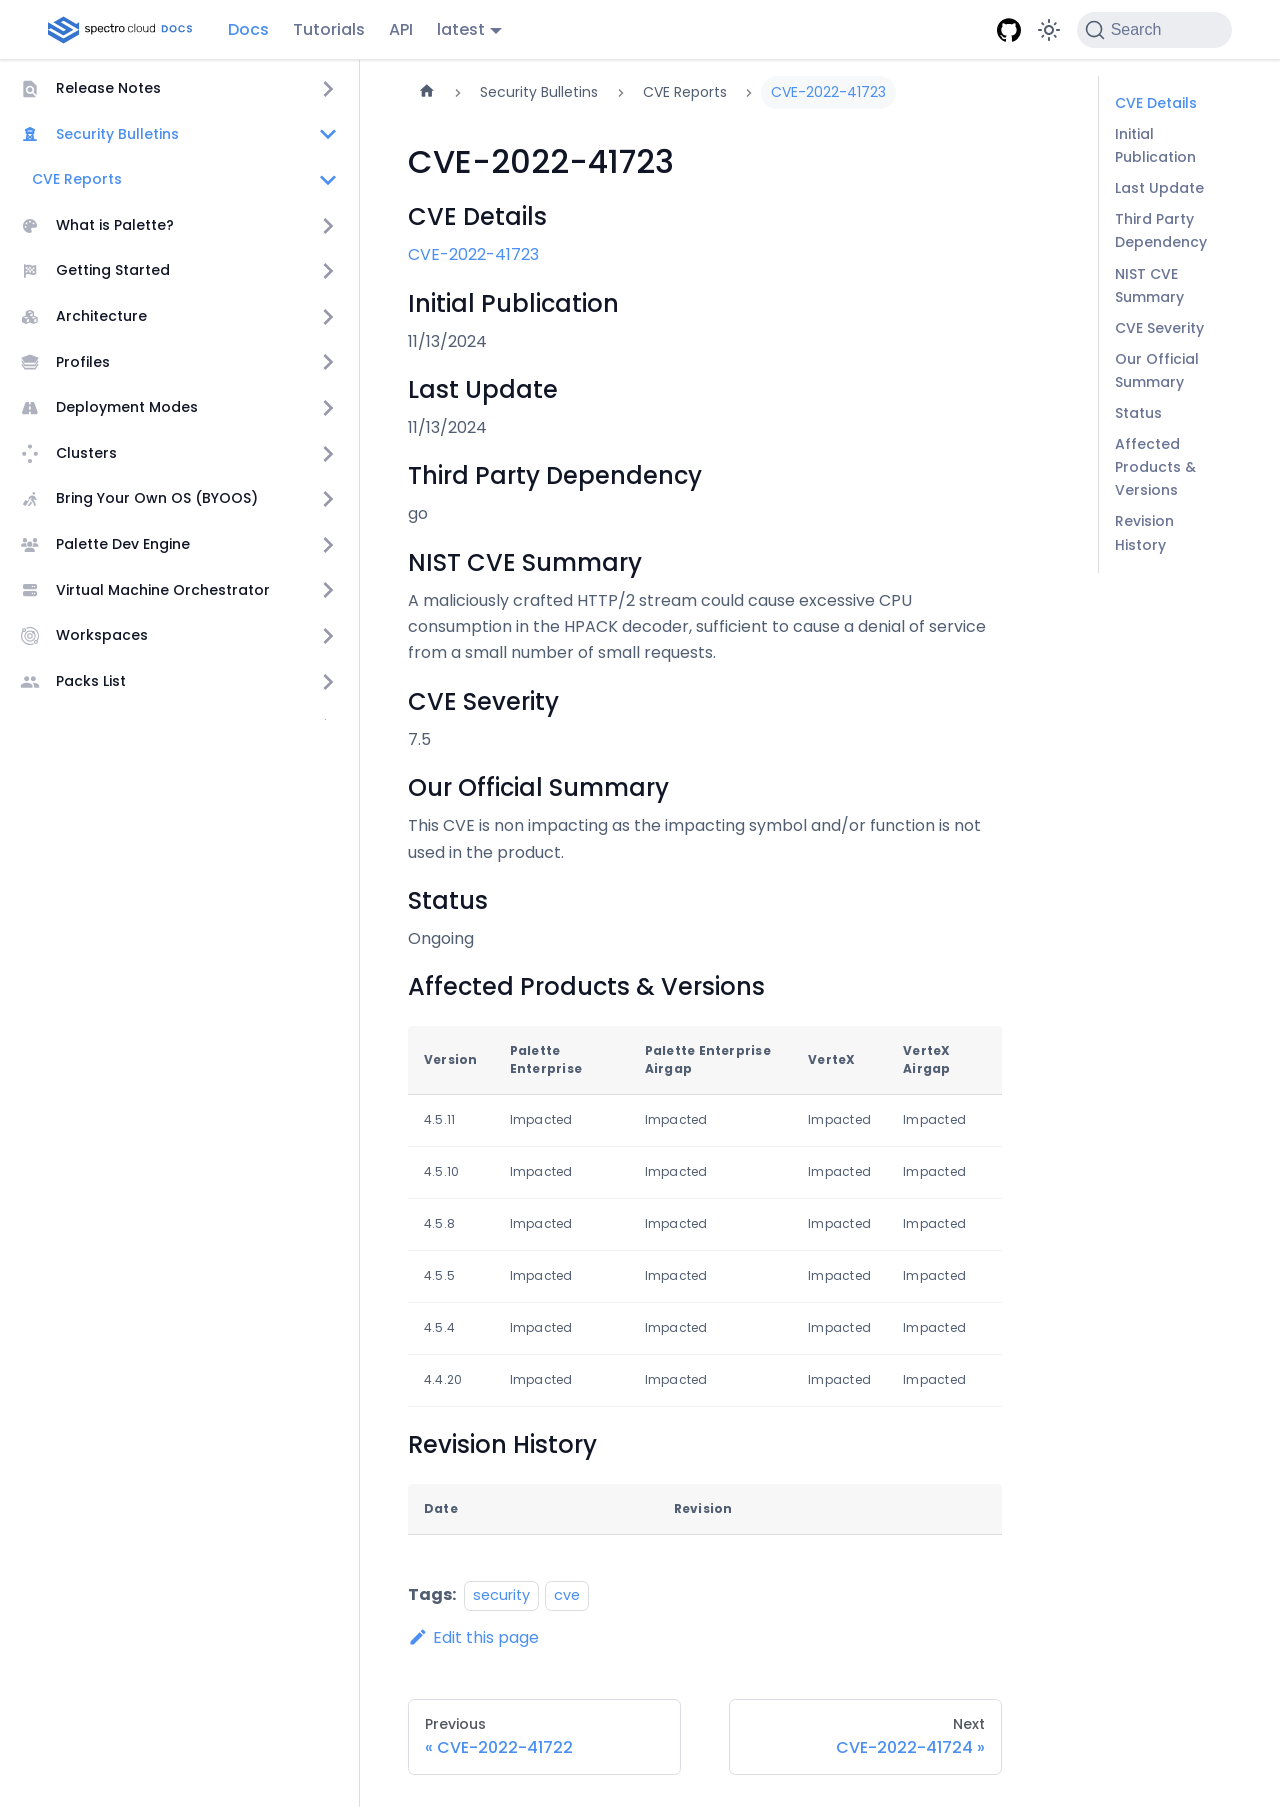 spectro cloud DOCS
Docs
Tutorials
API
latest
Search
Release Notes
Security Bulletins
CVE Reports
What is Palette?
Getting Started
Architecture
Profiles
Deployment Modes
Clusters
Bring Your Own OS (BYOOS)
Palette Dev Engine
Virtual Machine Orchestrator
Workspaces
Packs List
Security Bulletins
CVE Reports
CVE-2022-41723
CVE-2022-41723
CVE Details
CVE-2022-41723
Initial Publication
11/13/2024
Last Update
11/13/2024
Third Party Dependency
go
NIST CVE Summary
A maliciously crafted HTTP/2 stream could cause excessive CPU
consumption in the HPACK decoder, sufficient to cause a denial of service
from a small number of small requests.
CVE Severity
7.5
Our Official Summary
This CVE is non impacting as the impacting symbol and/or function is not
used in the product.
Status
Ongoing
Affected Products & Versions
Version Palette Enterprise Palette Enterprise Airgap VerteX VerteX Airgap
4.5.11 Impacted Impacted Impacted Impacted
4.5.10 Impacted Impacted Impacted Impacted
4.5.8 Impacted Impacted Impacted Impacted
4.5.5 Impacted Impacted Impacted Impacted
4.5.4 Impacted Impacted Impacted Impacted
4.4.20 Impacted Impacted Impacted Impacted
Revision History
Date Revision
Tags: security cve
Edit this page
Previous
« CVE-2022-41722
Next
CVE-2022-41724 »
CVE Details
Initial
Publication
Last Update
Third Party
Dependency
NIST CVE
Summary
CVE Severity
Our Official
Summary
Status
Affected
Products &
Versions
Revision
History